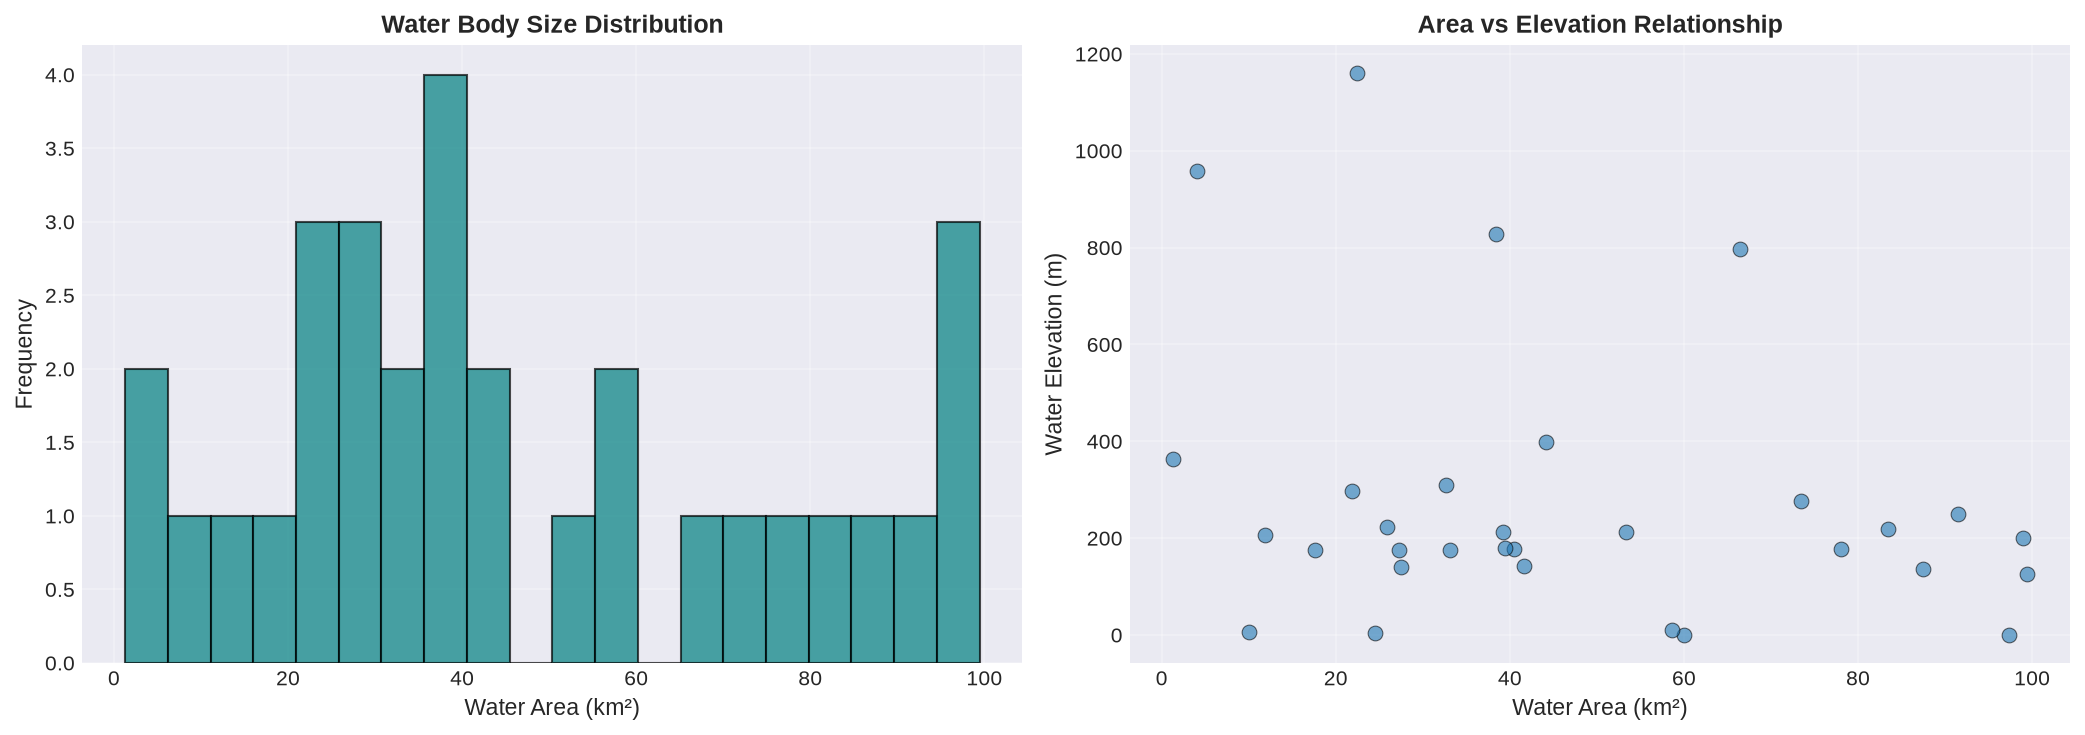 Water Body Size Distribution
4.0
3.5
3.0
2.5
2.0
1.5
1.0
0.5
0.0
Frequency
0 20 40 60 80 100
Water Area (km²)
Area vs Elevation Relationship
1200
1000
800
600
400
200
0
Water Elevation (m)
0 20 40 60 80 100
Water Area (km²)